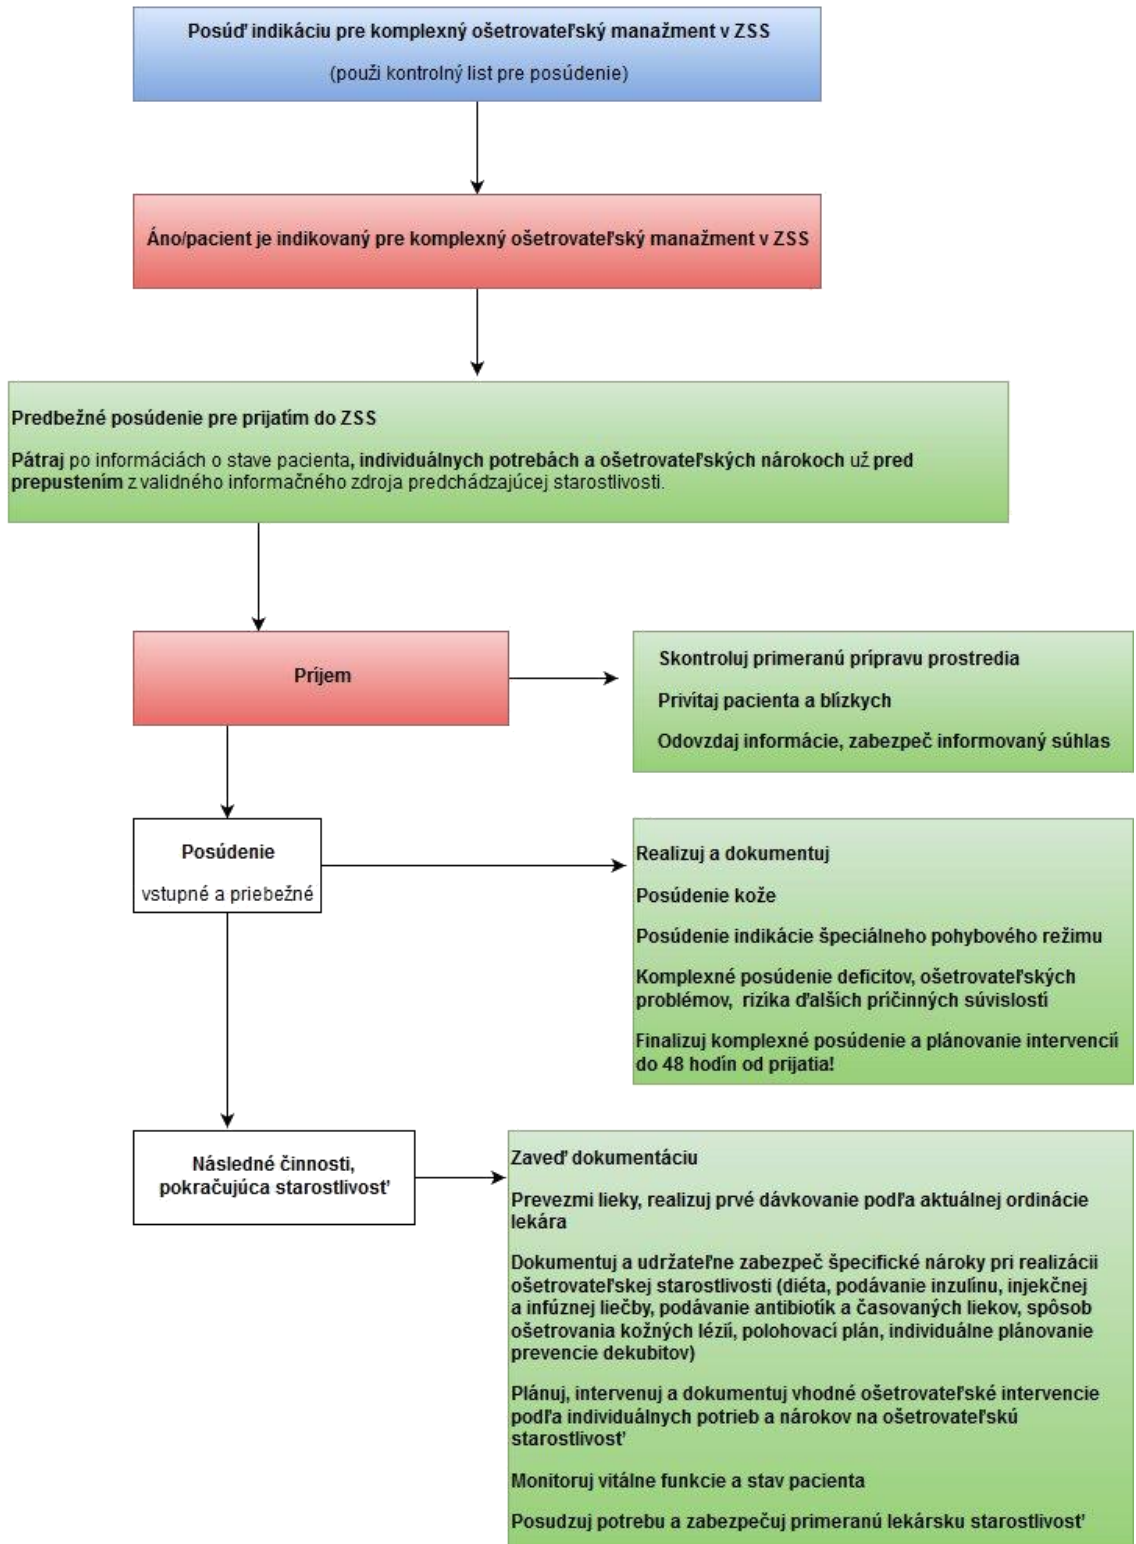 Posúď indikáciu pre komplexný ošetrovateľský manažment v ZSS
(použi kontrolný list pre posúdenie)
Áno/pacient je indikovaný pre komplexný ošetrovateľský manažment v ZSS
Predbežné posúdenie pre prijatím do ZSS
Pátraj po informáciách o stave pacienta, individuálnych potrebách a ošetrovateľských nárokoch už pred
prepustením z validného informačného zdroja predchádzajúcej starostlivosti.
Príjem
Skontroluj primeranú prípravu prostredia
Privítaj pacienta a blízkych
Odovzdaj informácie, zabezpeč informovaný súhlas
Posúdenie
vstupné a priebežné
Realizuj a dokumentuj
Posúdenie kože
Posúdenie indikácie špeciálneho pohybového režimu
Komplexné posúdenie deficitov, ošetrovateľských
problémov, rizika ďalších príčinných súvislostí
Finalizuj komplexné posúdenie a plánovanie intervencií
do 48 hodín od prijatia!
Následné činnosti,
pokračujúca starostlivosť
Zaveď dokumentáciu
Prevezmi lieky, realizuj prvé dávkovanie podľa aktuálnej ordinácie
lekára
Dokumentuj a udržateľne zabezpeč špecifické nároky pri realizácii
ošetrovateľskej starostlivosti (diéta, podávanie inzulínu, injekčnej
a infúznej liečby, podávanie antibiotík a časovaných liekov, spôsob
ošetrovania kožných lézií, polohovací plán, individuálne plánovanie
prevencie dekubitov)
Plánuj, intervenuj a dokumentuj vhodné ošetrovateľské intervencie
podľa individuálnych potrieb a nárokov na ošetrovateľskú
starostlivosť
Monitoruj vitálne funkcie a stav pacienta
Posudzuj potrebu a zabezpečuj primeranú lekársku starostlivosť